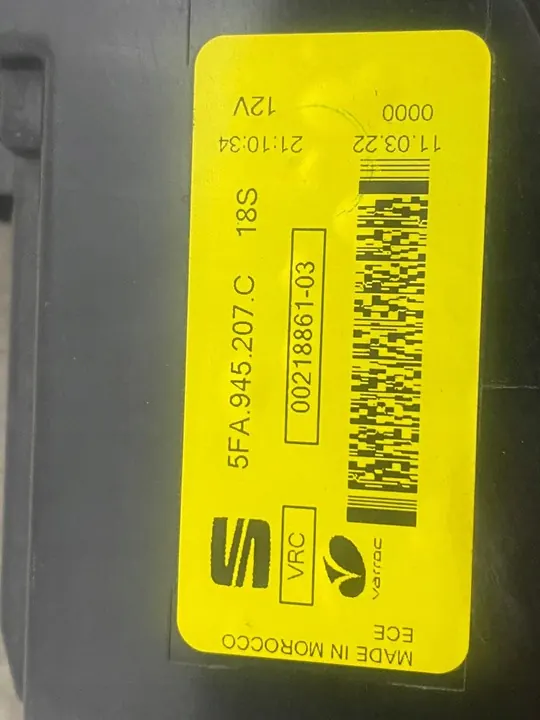 5FA.945.207.C 18S
00218861-03
VRC
varroc
11.03.22 21:10:34
0000 12V
MADE IN MOROCCO
ECE